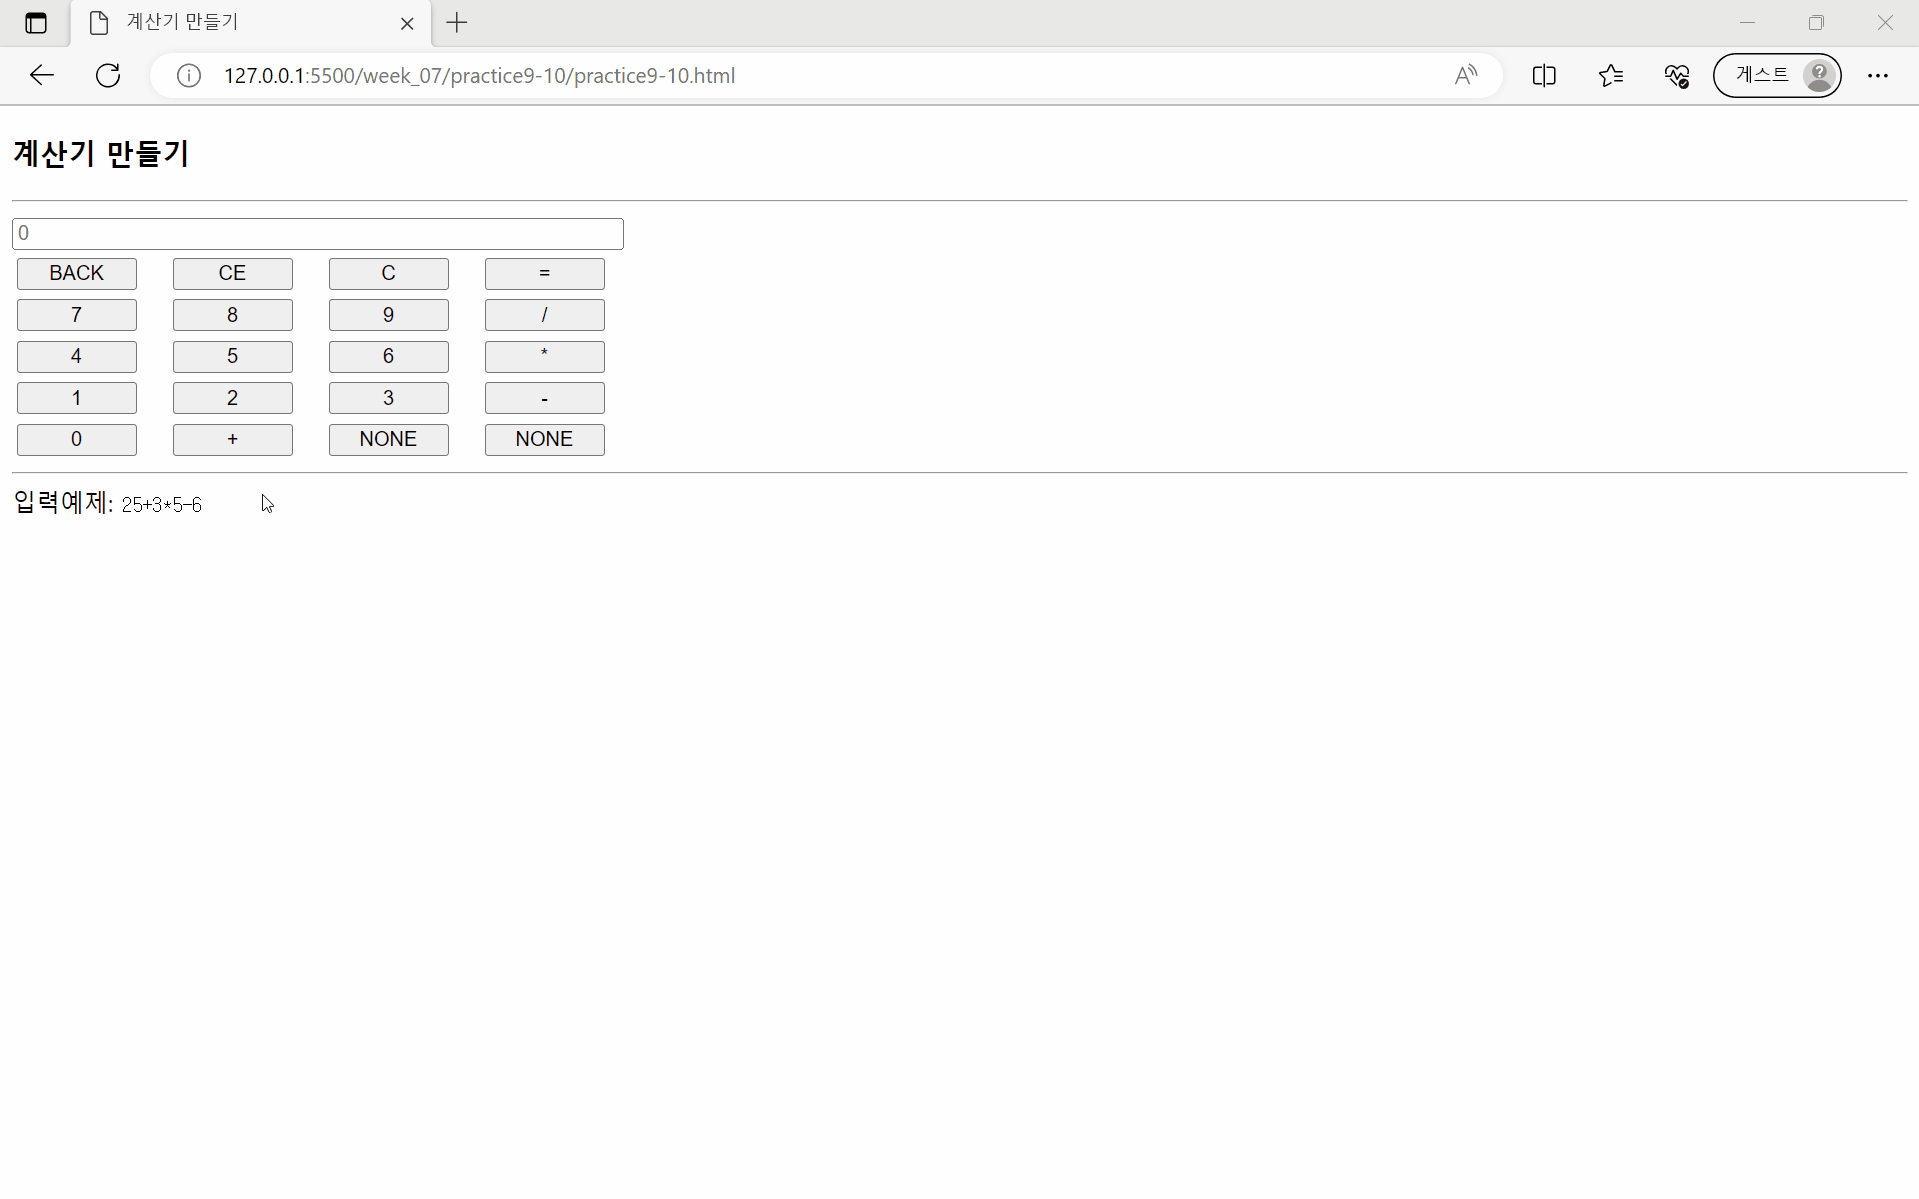 계산기 만들기
127.0.0.1:5500/week_07/practice9-10/practice9-10.html
게스트
계산기 만들기
0
BACK CE C =
7 8 9 /
4 5 6 *
1 2 3 -
0 + NONE NONE
입력예제: 25+3*5-6